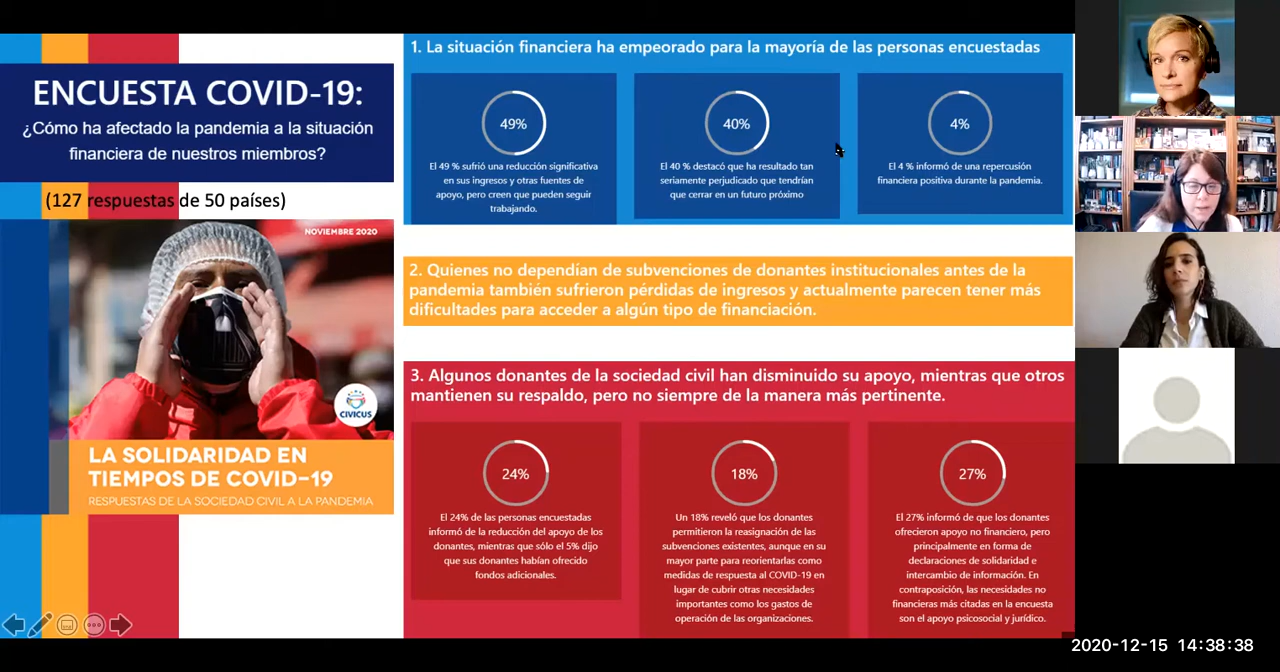 ENCUESTA COVID-19:
¿Cómo ha afectado la pandemia a la situación
financiera de nuestros miembros?
(127 respuestas de 50 países)
NOVIEMBRE 2020
CIVICUS
LA SOLIDARIDAD EN
TIEMPOS DE COVID-19
RESPUESTAS DE LA SOCIEDAD CIVIL A LA PANDEMIA
1. La situación financiera ha empeorado para la mayoría de las personas encuestadas
49%
El 49 % sufrió una reducción significativa
en sus ingresos y otras fuentes de
apoyo, pero creen que pueden seguir
trabajando.
40%
El 40 % destacó que ha resultado tan
seriamente perjudicado que tendrían
que cerrar en un futuro próximo
4%
El 4 % informó de una repercusión
financiera positiva durante la pandemia.
2. Quienes no dependían de subvenciones de donantes institucionales antes de la
pandemia también sufrieron pérdidas de ingresos y actualmente parecen tener más
dificultades para acceder a algún tipo de financiación.
3. Algunos donantes de la sociedad civil han disminuido su apoyo, mientras que otros
mantienen su respaldo, pero no siempre de la manera más pertinente.
24%
El 24% de las personas encuestadas
informó de la reducción del apoyo de los
donantes, mientras que sólo el 5% dijo
que sus donantes habían ofrecido
fondos adicionales.
18%
Un 18% reveló que los donantes
permitieron la reasignación de las
subvenciones existentes, aunque en su
mayor parte para reorientarlas como
medidas de respuesta al COVID-19 en
lugar de cubrir otras necesidades
importantes como los gastos de
operación de las organizaciones.
27%
El 27% informó de que los donantes
ofrecieron apoyo no financiero, pero
principalmente en forma de
declaraciones de solidaridad e
intercambio de información. En
contraposición, las necesidades no
financieras más citadas en la encuesta
son el apoyo psicosocial y jurídico.
2020-12-15 14:38:38